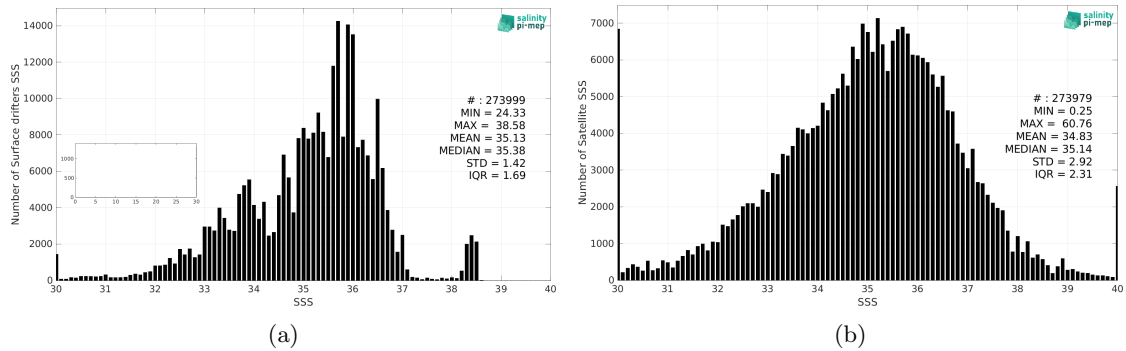 salinity
pi-mep
14000
12000
10000
8000
6000
4000
2000
0
Number of Surface drifters SSS
# : 273999
MIN = 24.33
MAX = 38.58
MEAN = 35.13
MEDIAN = 35.38
STD = 1.42
IQR = 1.69
1000
500
0
0 5 10 15 20 25 30
30 31 32 33 34 35 36 37 38 39 40
SSS
(a)
salinity
pi-mep
7000
6000
5000
4000
3000
2000
1000
0
Number of Satellite SSS
# : 273979
MIN = 0.25
MAX = 60.76
MEAN = 34.83
MEDIAN = 35.14
STD = 2.92
IQR = 2.31
30 31 32 33 34 35 36 37 38 39 40
SSS
(b)